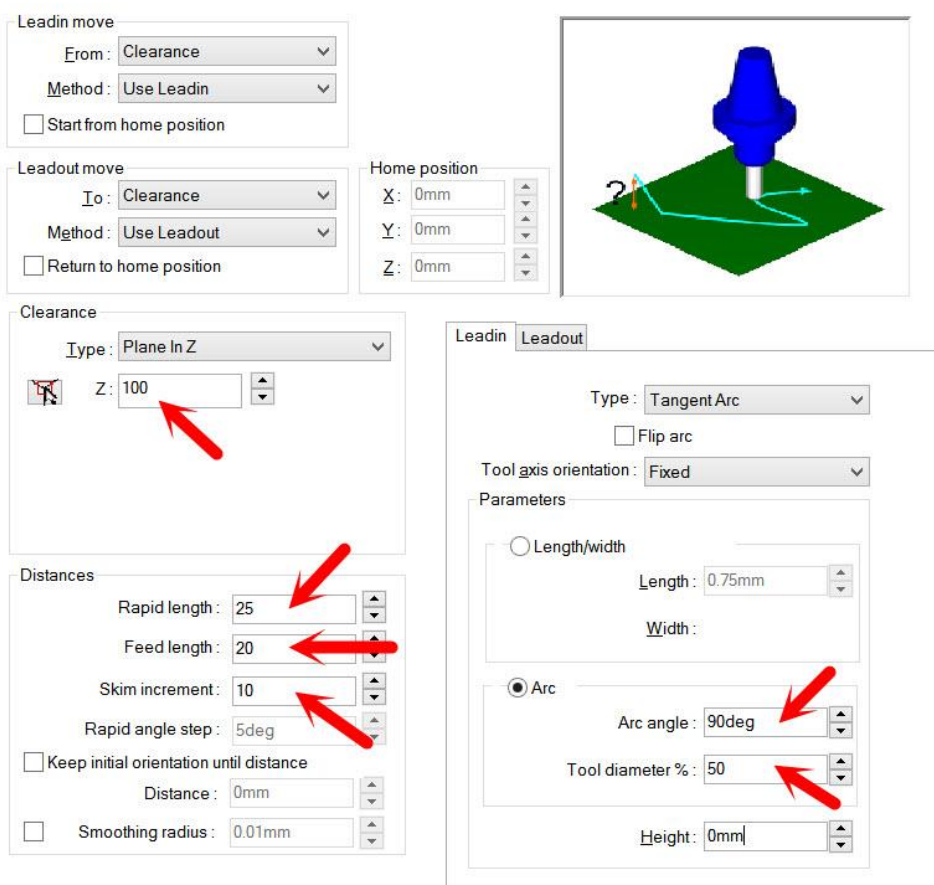 Leadin move
From : Clearance
Method : Use Leadin
Start from home position
Leadout move
To : Clearance
Method : Use Leadout
Return to home position
Home position
X : 0mm
Y : 0mm
Z : 0mm
?
Clearance
Type : Plane In Z
Z : 100
Distances
Rapid length : 25
Feed length : 20
Skim increment : 10
Rapid angle step : 5deg
Keep initial orientation until distance
Distance : 0mm
Smoothing radius : 0.01mm
Leadin Leadout
Type : Tangent Arc
Flip arc
Tool axis orientation : Fixed
Parameters
Length/width
Length : 0.75mm
Width :
Arc
Arc angle : 90deg
Tool diameter % : 50
Height : 0mm